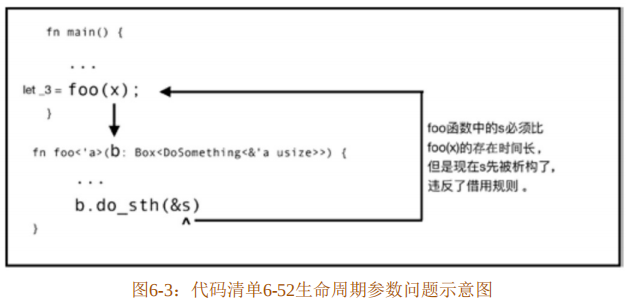 fn main() {
...
let _3 = foo(x);
}
fn foo<'a>(b: Box<DoSomething<&'a usize>>) {
...
b.do_sth(&s)
^
}
foo函数中的s必须比
foo(x)的存在时间长，
但是现在s先被析构了，
违反了借用规则 。
图6-3：代码清单6-52生命周期参数问题示意图